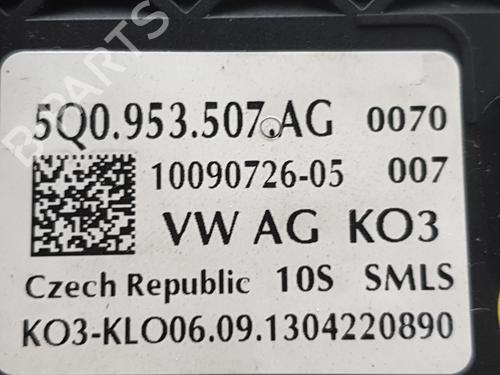 5Q0.953.507.AG 0070
10090726-05 007
VW AG KO3
Czech Republic 10S SMLS
KO3-KLO06.09.1304220890
B-PARTS